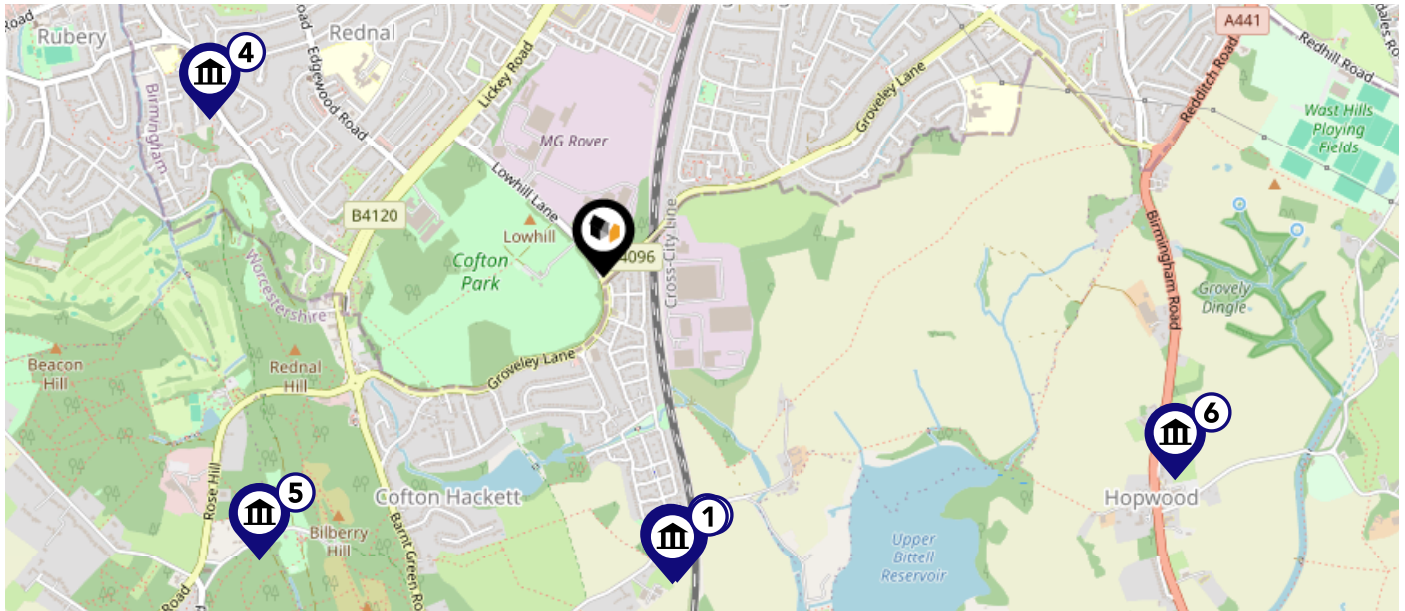 Road
Rubery
4
Rednal
Road
Edgewood Road
Birmingham
Lickey Road
MG Rover
Groveley Lane
A441
Redditch Road
Redhill Road
Wast Hills
Playing
Fields
Lowhill Lane
Lowhill
B4120
Cofton
Park
4096
Cross-City Line
Worcestershire
Birmingham Road
Grovely
Dingle
Beacon
Hill
Rednal
Hill
Groveley Lane
Rose Hill
5
Cofton Hackett
Bilberry
Hill
Barnt Green Ro
1
6
Hopwood
Upper
Bittell
Reservoir
Road